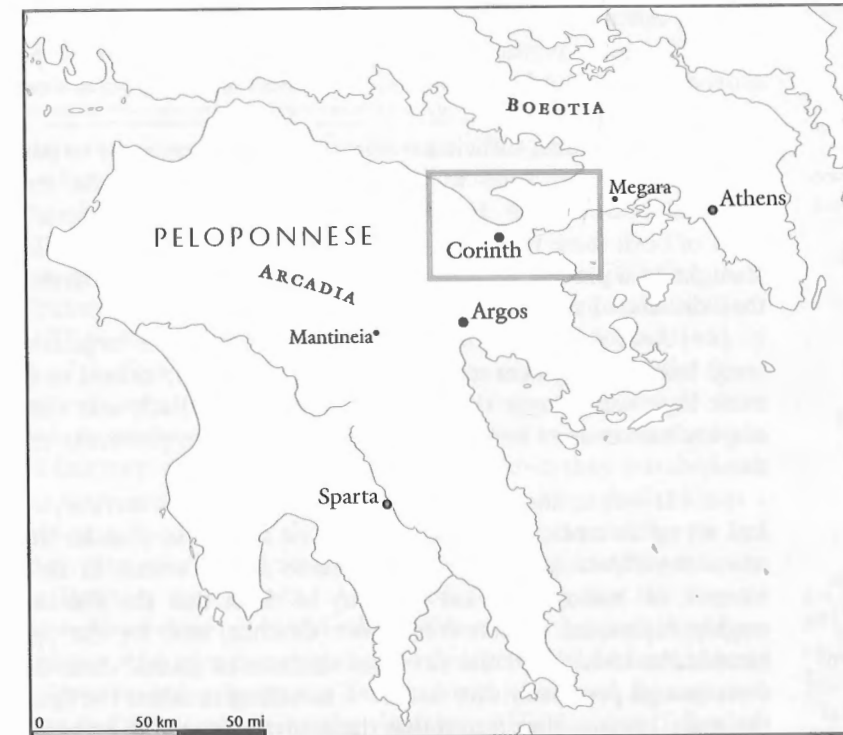 BOEOTIA
Megara
Athens
PELOPONNESE
Corinth
ARCADIA
Argos
Mantineia
Sparta
0 50 km 50 mi